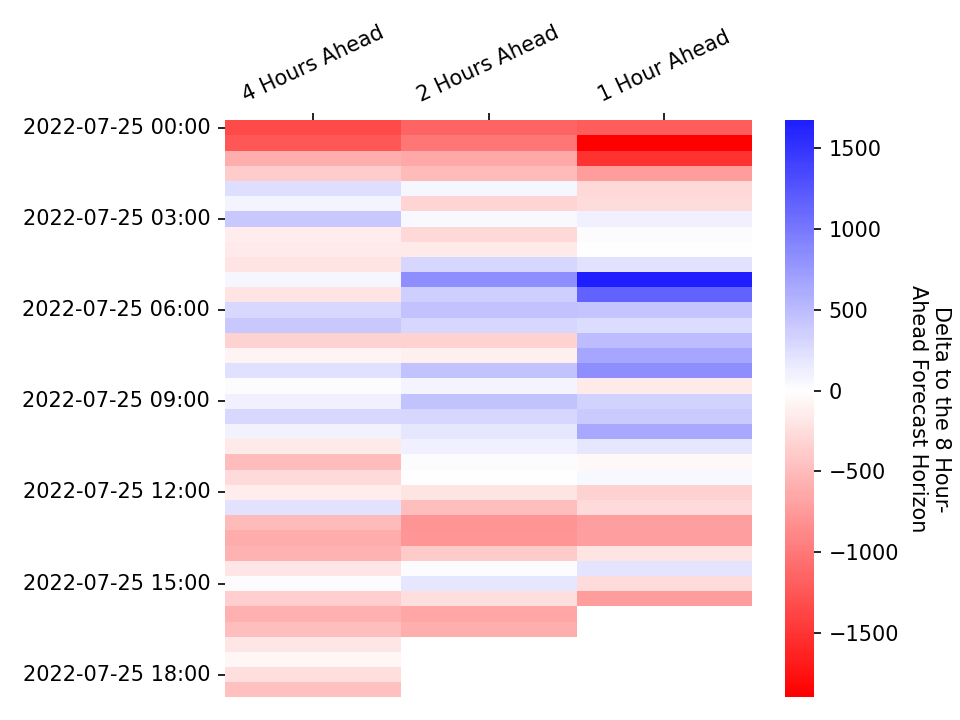 4 Hours Ahead
2 Hours Ahead
1 Hour Ahead
2022-07-25 00:00
2022-07-25 03:00
2022-07-25 06:00
2022-07-25 09:00
2022-07-25 12:00
2022-07-25 15:00
2022-07-25 18:00
1500
1000
500
0
−500
−1000
−1500
Delta to the 8 Hour-
Ahead Forecast Horizon